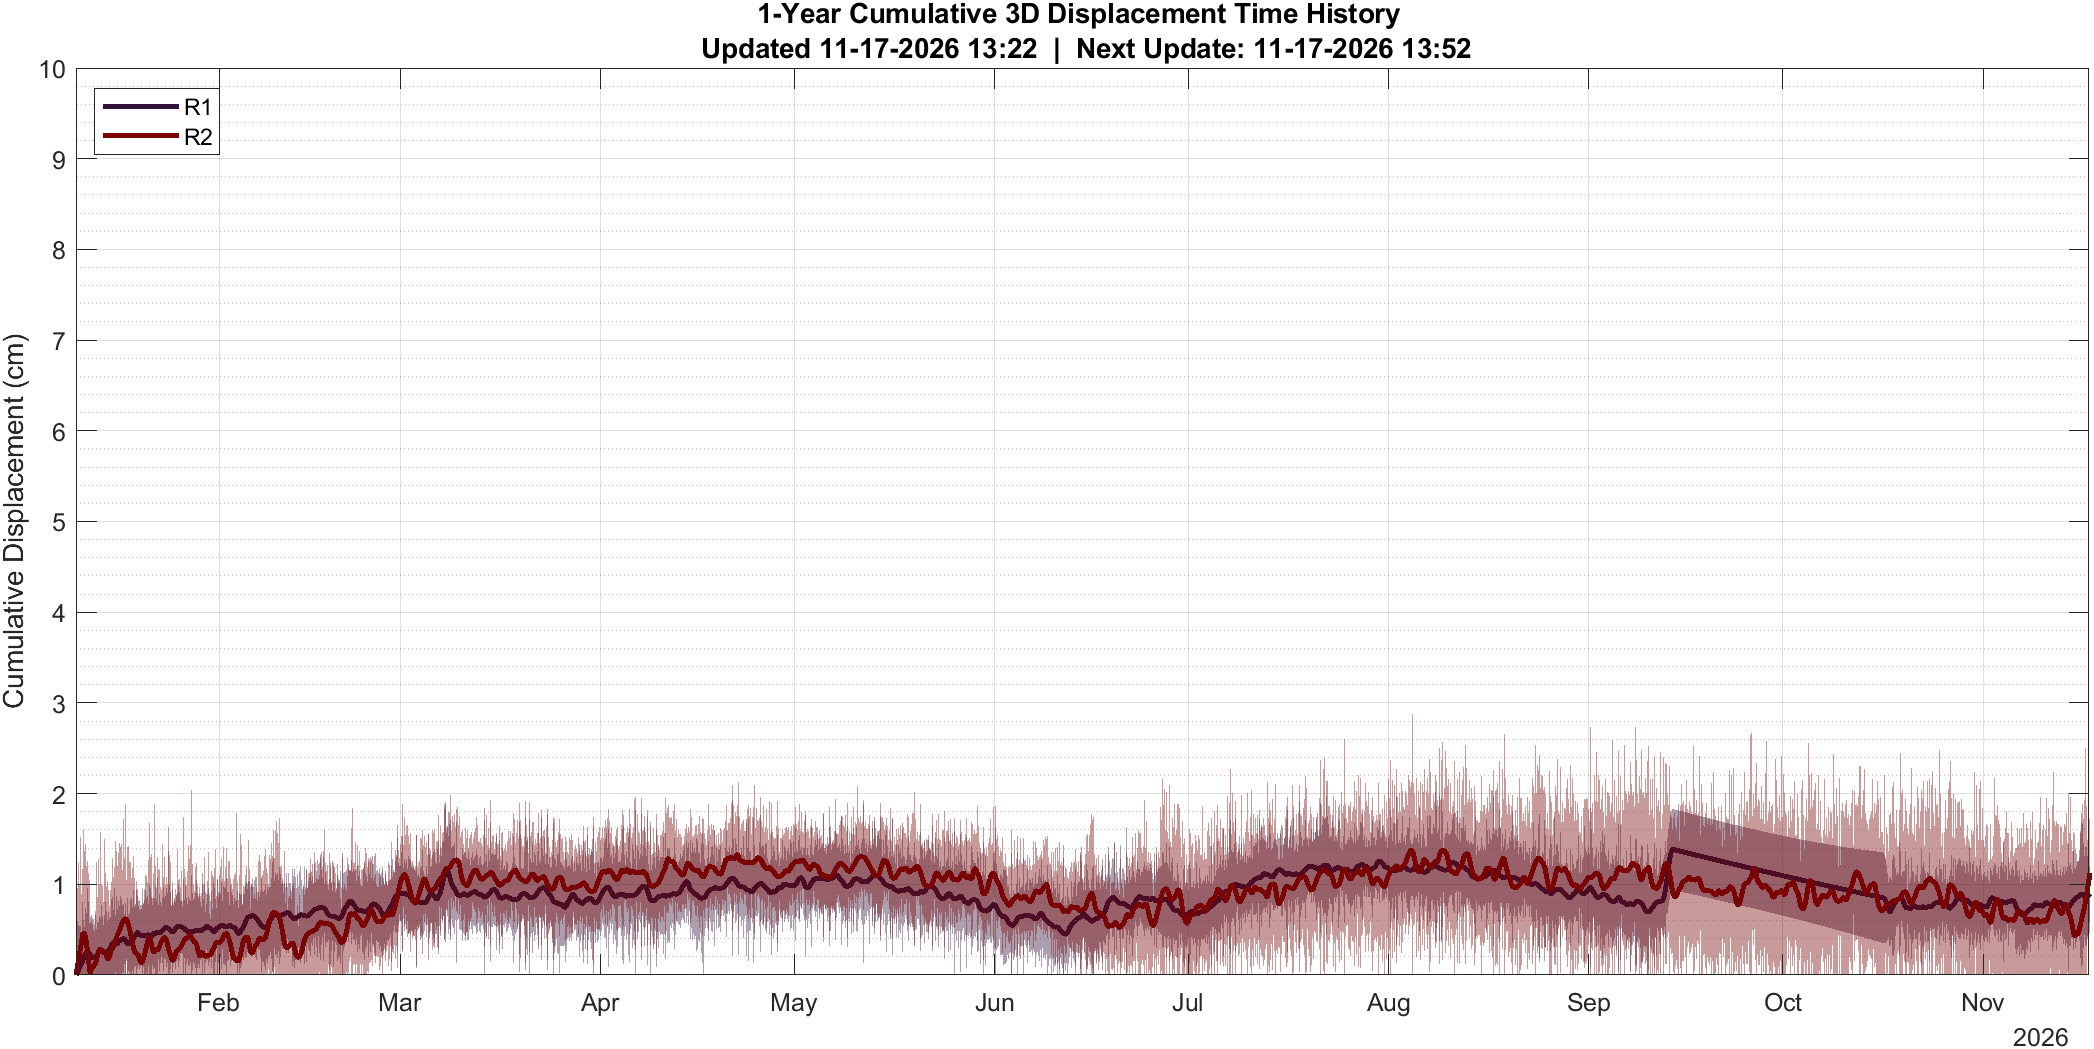 1-Year Cumulative 3D Displacement Time History
Updated 11-17-2026 13:22 | Next Update: 11-17-2026 13:52
R1
R2
Cumulative Displacement (cm)
10
9
8
7
6
5
4
3
2
1
0
Feb Mar Apr May Jun Jul Aug Sep Oct Nov
2026